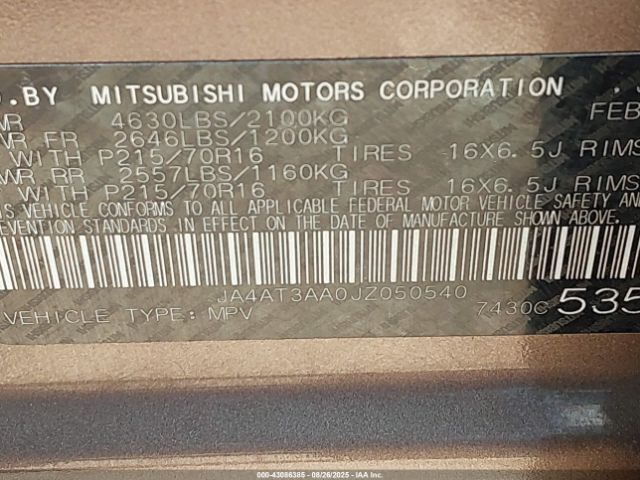 .BY MITSUBISHI MOTORS CORPORATION
4630LBS/2100KG FEB
WR FR 2646LBS/1200KG
WITH P215/70R16 TIRES 16X6.5J RIMS
WR RR 2557LBS/1160KG
WITH P215/70R16 TIRES 16X6.5J RIMS
IS VEHICLE CONFORMS TO ALL APPLICABLE FEDERAL MOTOR VEHICLE SAFETY AND
EVENTION STANDARDS IN EFFECT ON THE DATE OF MANUFACTURE SHOWN ABOVE.
JA4AT3AA0JZ050540
VEHICLE TYPE: MPV 7430C 535
000-43086385 - 08/26/2025 - IAAI.COM